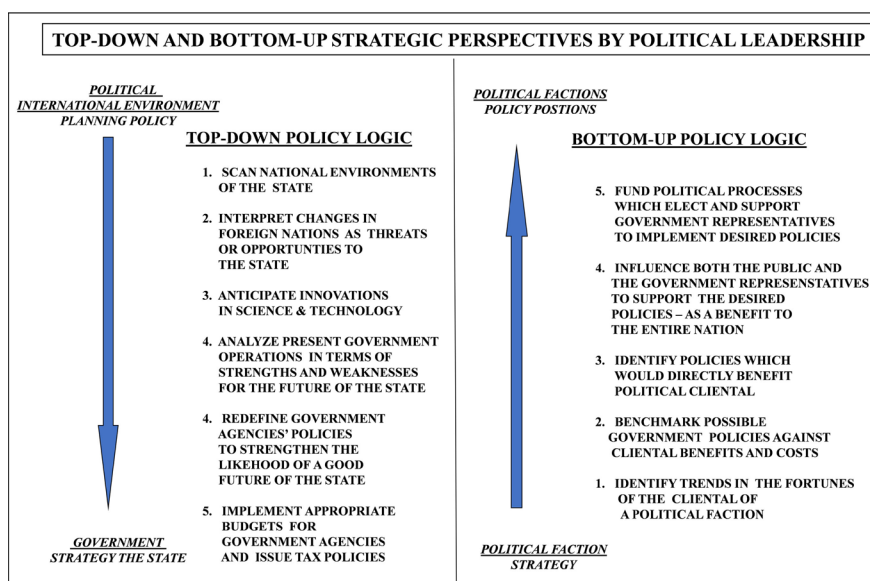 TOP-DOWN AND BOTTOM-UP STRATEGIC PERSPECTIVES BY POLITICAL LEADERSHIP
POLITICAL
INTERNATIONAL ENVIRONMENT
PLANNING POLICY
TOP-DOWN POLICY LOGIC
1. SCAN NATIONAL ENVIRONMENTS
OF THE STATE
2. INTERPRET CHANGES IN
FOREIGN NATIONS AS THREATS
OR OPPORTUNTIES TO
THE STATE
3. ANTICIPATE INNOVATIONS
IN SCIENCE & TECHNOLOGY
4. ANALYZE PRESENT GOVERNMENT
OPERATIONS IN TERMS OF
STRENGTHS AND WEAKNESSES
FOR THE FUTURE OF THE STATE
4. REDEFINE GOVERNMENT
AGENCIES' POLICIES
TO STRENGTHEN THE
LIKEHOOD OF A GOOD
FUTURE OF THE STATE
5. IMPLEMENT APPROPRIATE
BUDGETS FOR
GOVERNMENT AGENCIES
AND ISSUE TAX POLICIES
GOVERNMENT
STRATEGY THE STATE
POLITICAL FACTIONS
POLICY POSTIONS
BOTTOM-UP POLICY LOGIC
5. FUND POLITICAL PROCESSES
WHICH ELECT AND SUPPORT
GOVERNMENT REPRESENTATIVES
TO IMPLEMENT DESIRED POLICIES
4. INFLUENCE BOTH THE PUBLIC AND
THE GOVERNMENT REPRESENSTATIVES
TO SUPPORT THE DESIRED
POLICIES – AS A BENEFIT TO
THE ENTIRE NATION
3. IDENTIFY POLICIES WHICH
WOULD DIRECTLY BENEFIT
POLITICAL CLIENTAL
2. BENCHMARK POSSIBLE
GOVERNMENT POLICIES AGAINST
CLIENTAL BENEFITS AND COSTS
1. IDENTIFY TRENDS IN THE FORTUNES
OF THE CLIENTAL OF
A POLITICAL FACTION
POLITICAL FACTION
STRATEGY